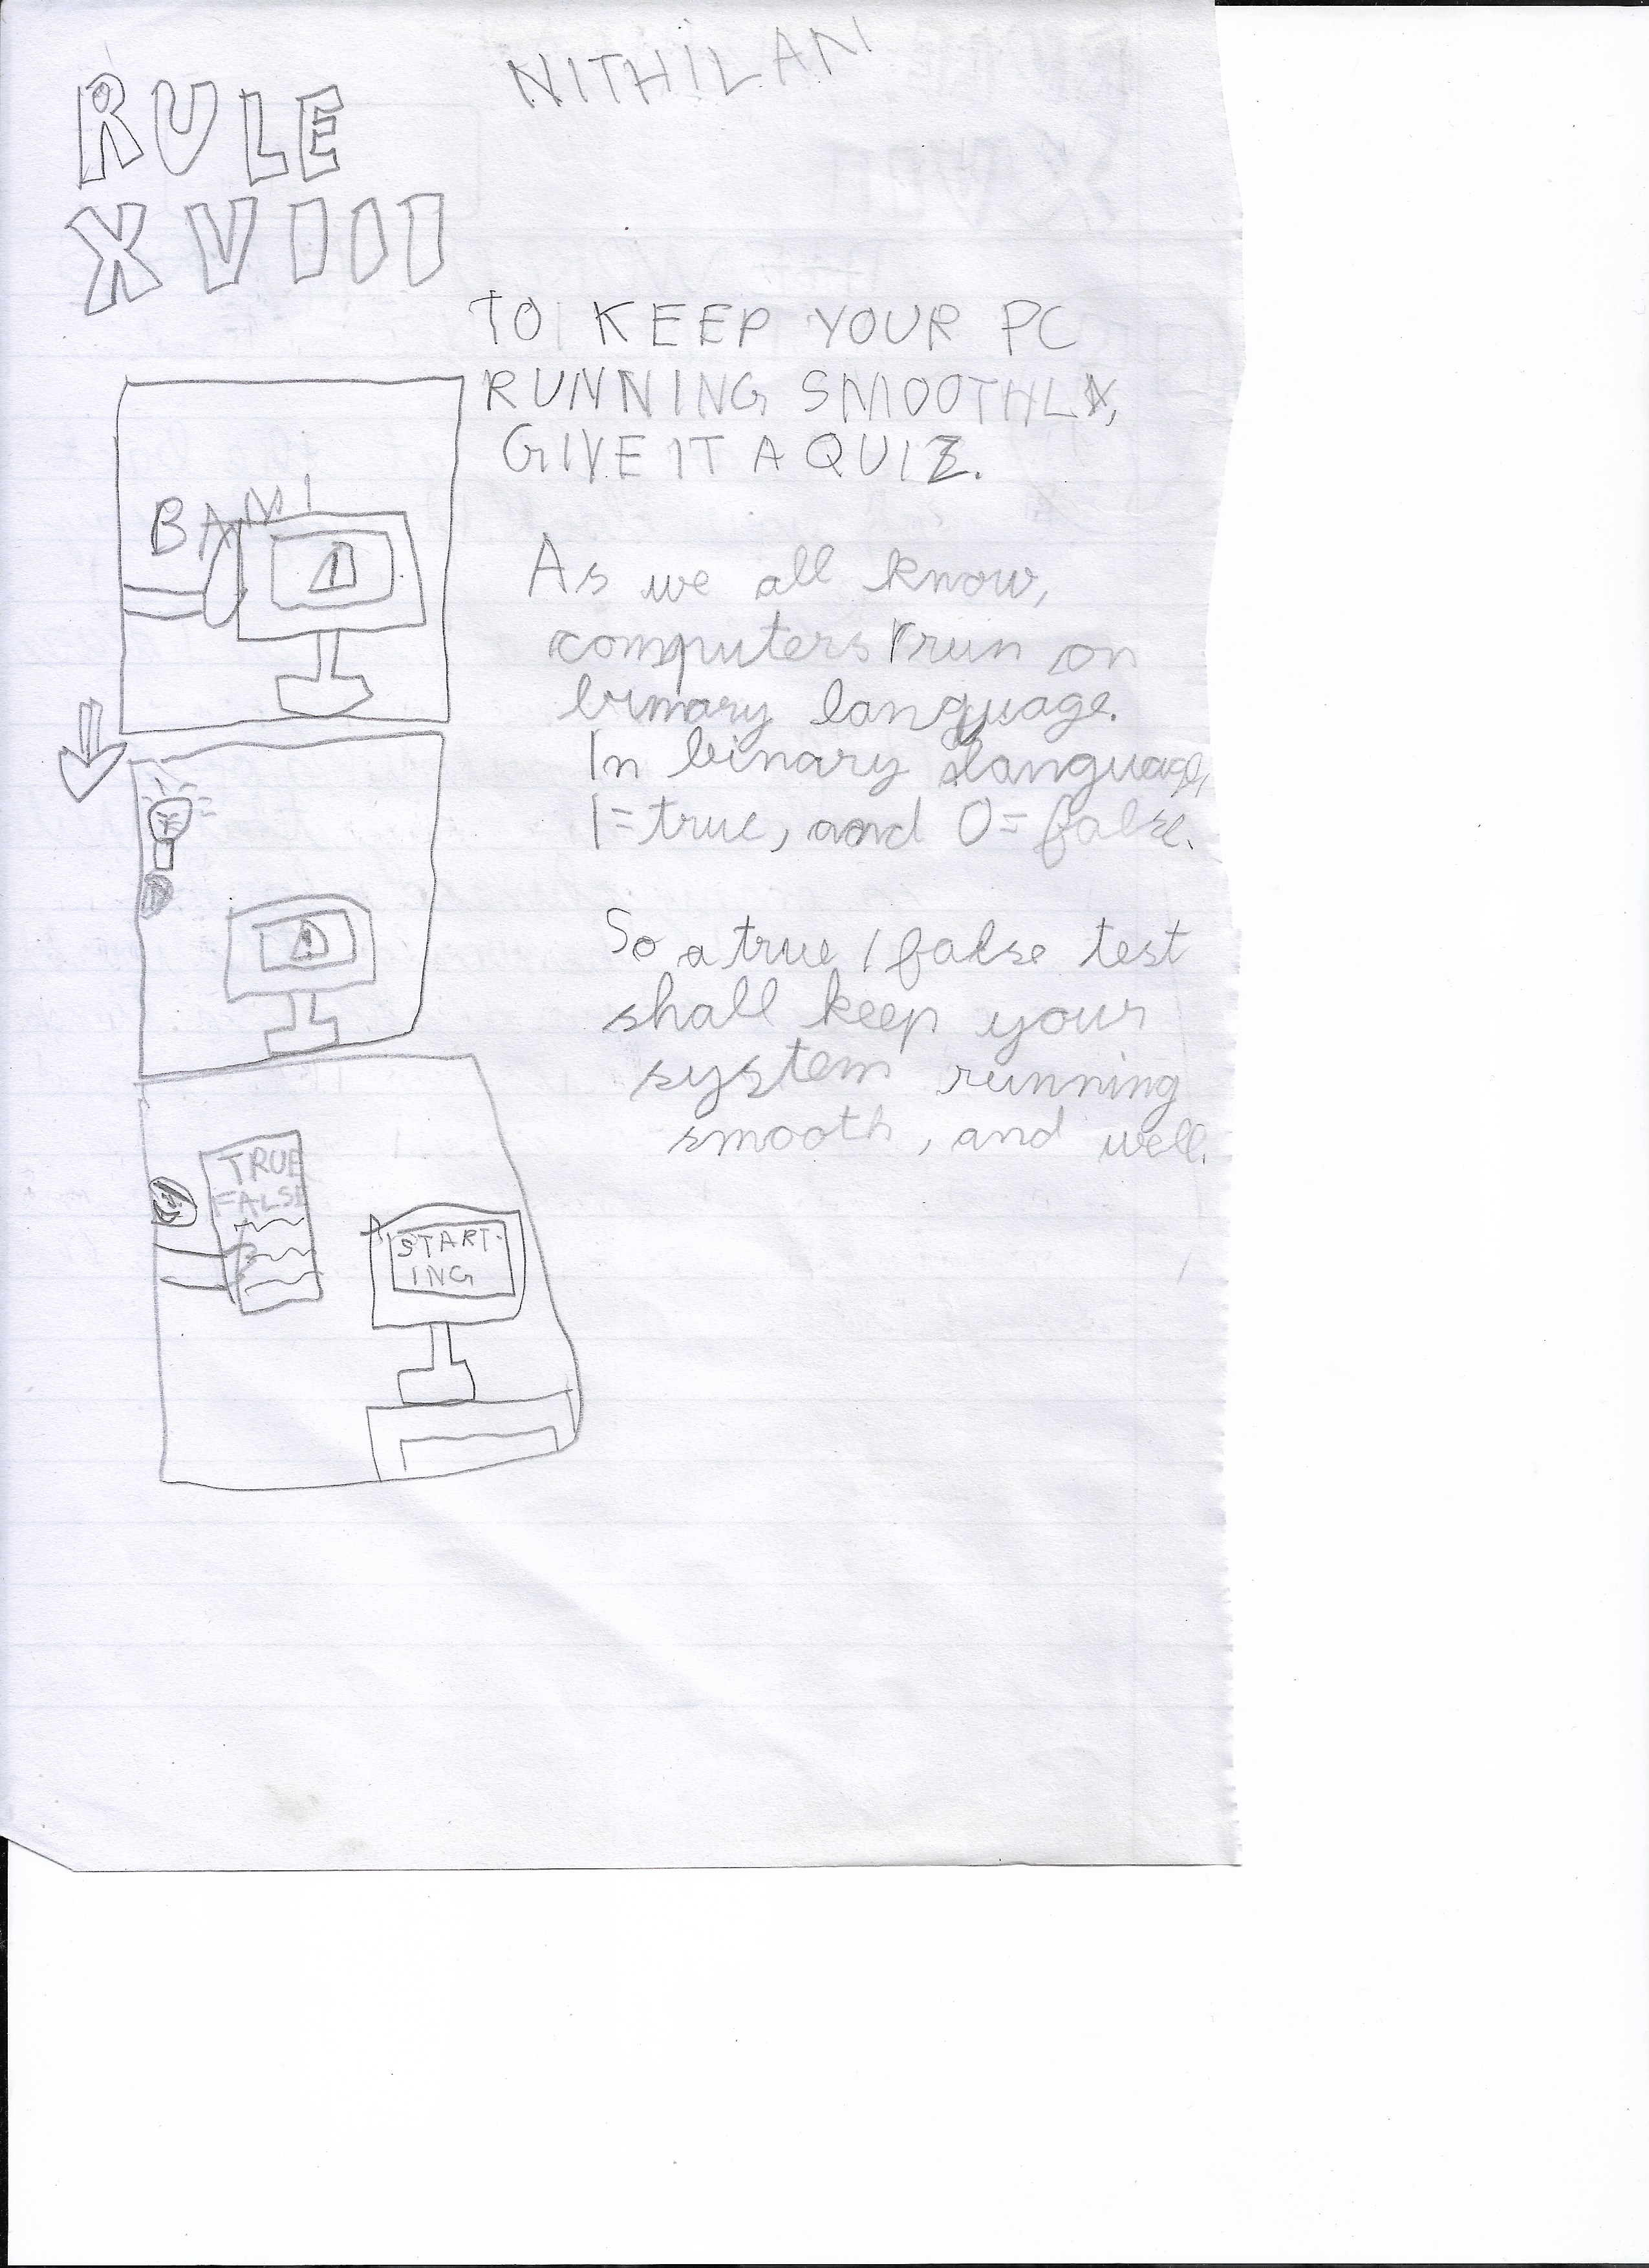 NITHILAN
RULE
XVIII
TO KEEP YOUR PC
RUNNING SMOOTHLY,
GIVE IT A QUIZ.
BAM!
As we all know,
computers run on
binary language.
In binary language,
1=true, and 0=false.
So a true/false test
shall keep your
system running
smooth, and well.
TRUE
FALSE
START-
ING